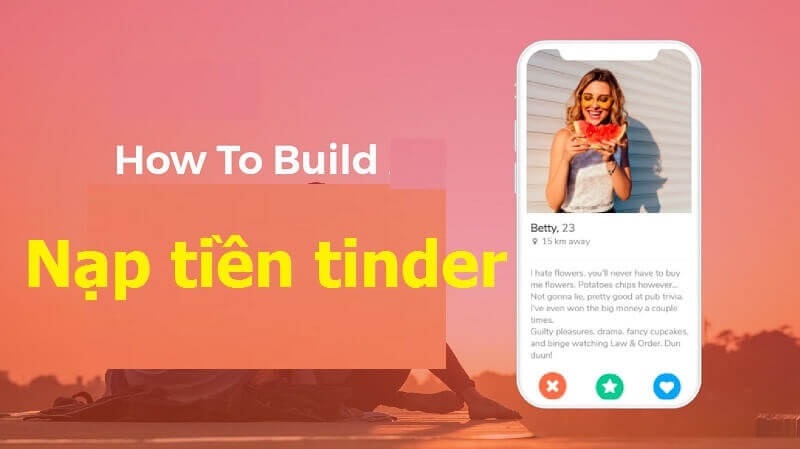 How To Build
Nạp tiền tinder
Betty, 23
15 km away
I hate flowers. you'll never have to buy
me flowers. Potatoes chips however...
Not gonna lie, pretty good at pub trivia.
I've even won the big money a couple
times.
Guilty pleasures. drama. fancy cupcakes,
and binge watching Law & Order. Dun
duun!